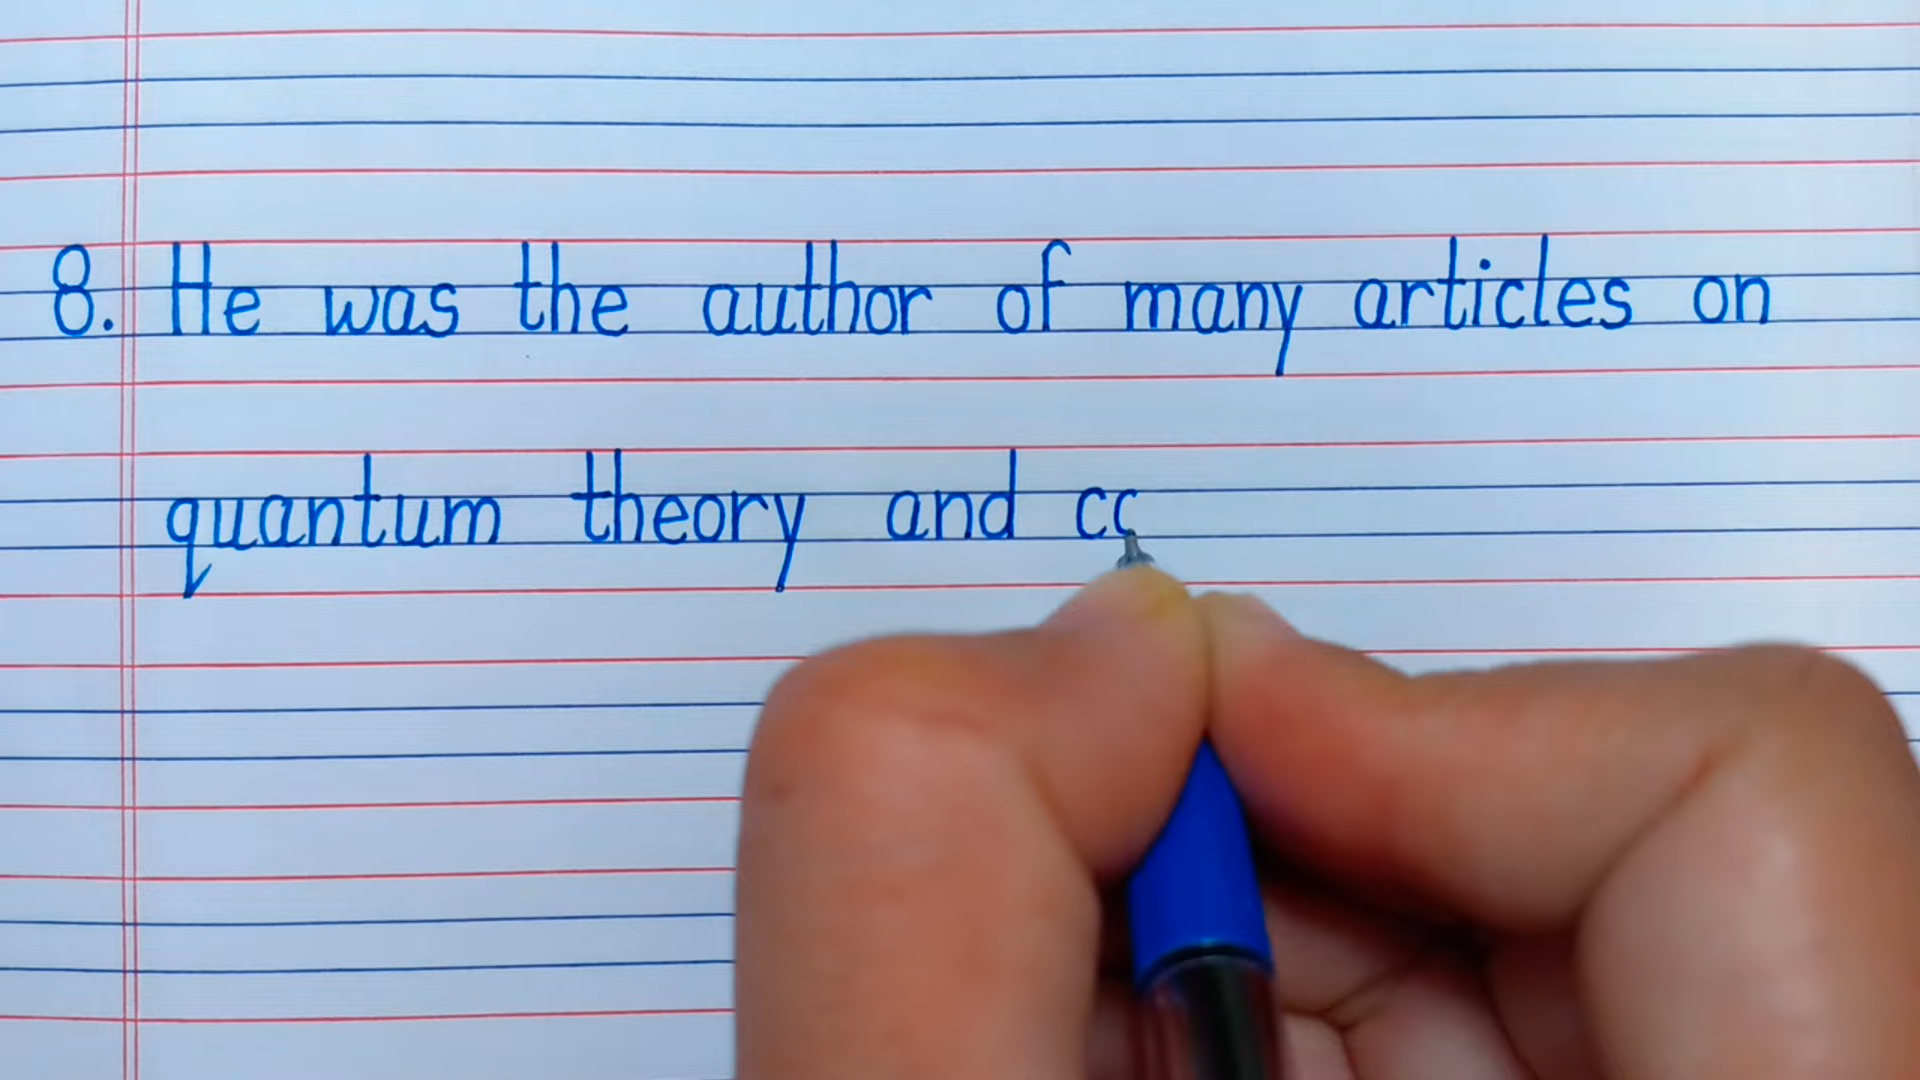 8. He was the author of many articles on
quantum theory and